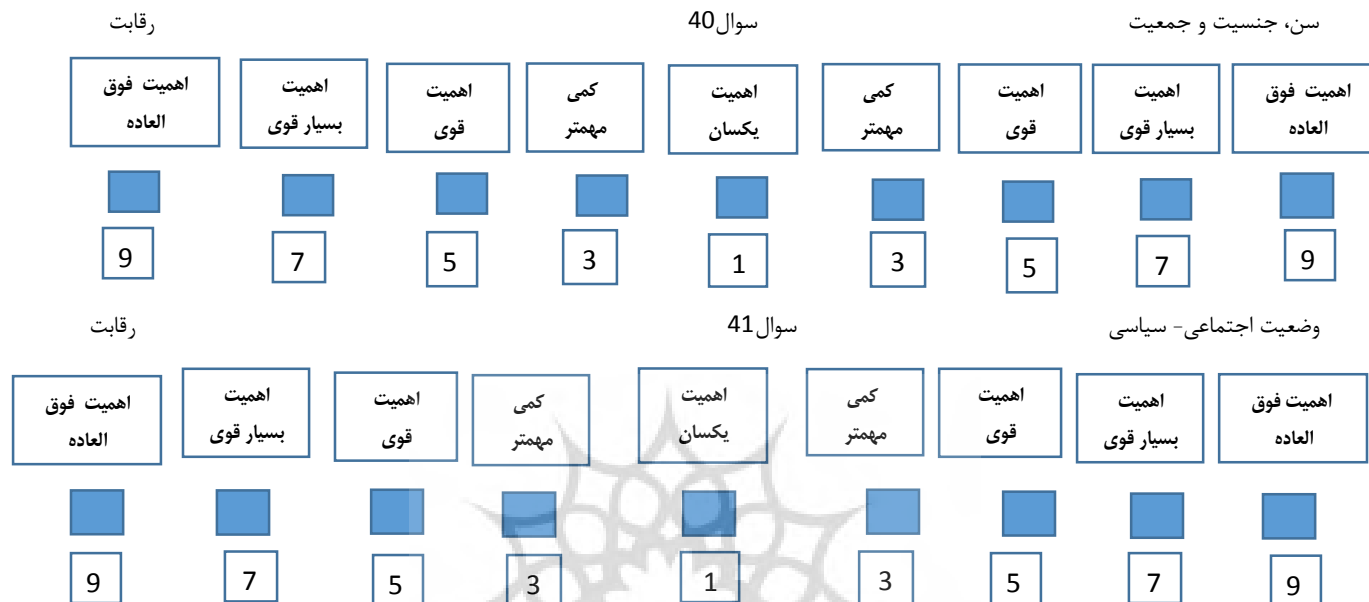 سن، جنسیت و جمعیت سوال40 رقابت
اهمیت فوق العاده
اهمیت بسیار قوی
اهمیت قوی
کمی مهمتر
اهمیت یکسان
کمی مهمتر
اهمیت قوی
اهمیت بسیار قوی
اهمیت فوق العاده
9 7 5 3 1 3 5 7 9
وضعیت اجتماعی- سیاسی سوال41 رقابت
اهمیت فوق العاده
اهمیت بسیار قوی
اهمیت قوی
کمی مهمتر
اهمیت یکسان
کمی مهمتر
اهمیت قوی
اهمیت بسیار قوی
اهمیت فوق العاده
9 7 5 3 1 3 5 7 9